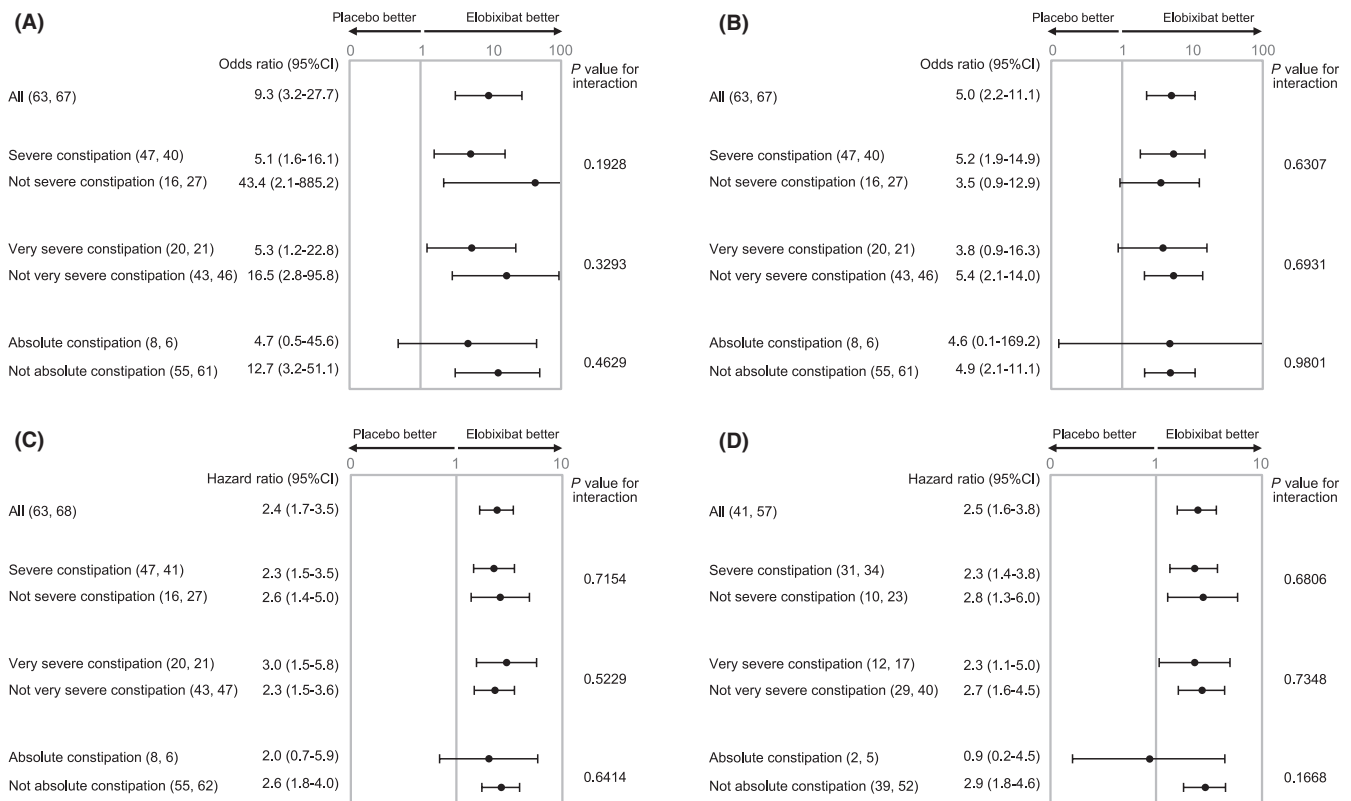 (A)
Placebo better Elobixibat better
0 1 10 100
Odds ratio (95%CI)
P value for
interaction
All (63, 67) 9.3 (3.2-27.7)
Severe constipation (47, 40) 5.1 (1.6-16.1)
0.1928
Not severe constipation (16, 27) 43.4 (2.1-885.2)
Very severe constipation (20, 21) 5.3 (1.2-22.8)
0.3293
Not very severe constipation (43, 46) 16.5 (2.8-95.8)
Absolute constipation (8, 6) 4.7 (0.5-45.6)
0.4629
Not absolute constipation (55, 61) 12.7 (3.2-51.1)
(B)
Placebo better Elobixibat better
0 1 10 100
Odds ratio (95%CI)
P value for
interaction
All (63, 67) 5.0 (2.2-11.1)
Severe constipation (47, 40) 5.2 (1.9-14.9)
0.6307
Not severe constipation (16, 27) 3.5 (0.9-12.9)
Very severe constipation (20, 21) 3.8 (0.9-16.3)
0.6931
Not very severe constipation (43, 46) 5.4 (2.1-14.0)
Absolute constipation (8, 6) 4.6 (0.1-169.2)
0.9801
Not absolute constipation (55, 61) 4.9 (2.1-11.1)
(C)
Placebo better Elobixibat better
0 1 10
Hazard ratio (95%CI)
P value for
interaction
All (63, 68) 2.4 (1.7-3.5)
Severe constipation (47, 41) 2.3 (1.5-3.5)
0.7154
Not severe constipation (16, 27) 2.6 (1.4-5.0)
Very severe constipation (20, 21) 3.0 (1.5-5.8)
0.5229
Not very severe constipation (43, 47) 2.3 (1.5-3.6)
Absolute constipation (8, 6) 2.0 (0.7-5.9)
0.6414
Not absolute constipation (55, 62) 2.6 (1.8-4.0)
(D)
Placebo better Elobixibat better
0 1 10
Hazard ratio (95%CI)
P value for
interaction
All (41, 57) 2.5 (1.6-3.8)
Severe constipation (31, 34) 2.3 (1.4-3.8)
0.6806
Not severe constipation (10, 23) 2.8 (1.3-6.0)
Very severe constipation (12, 17) 2.3 (1.1-5.0)
0.7348
Not very severe constipation (29, 40) 2.7 (1.6-4.5)
Absolute constipation (2, 5) 0.9 (0.2-4.5)
0.1668
Not absolute constipation (39, 52) 2.9 (1.8-4.6)